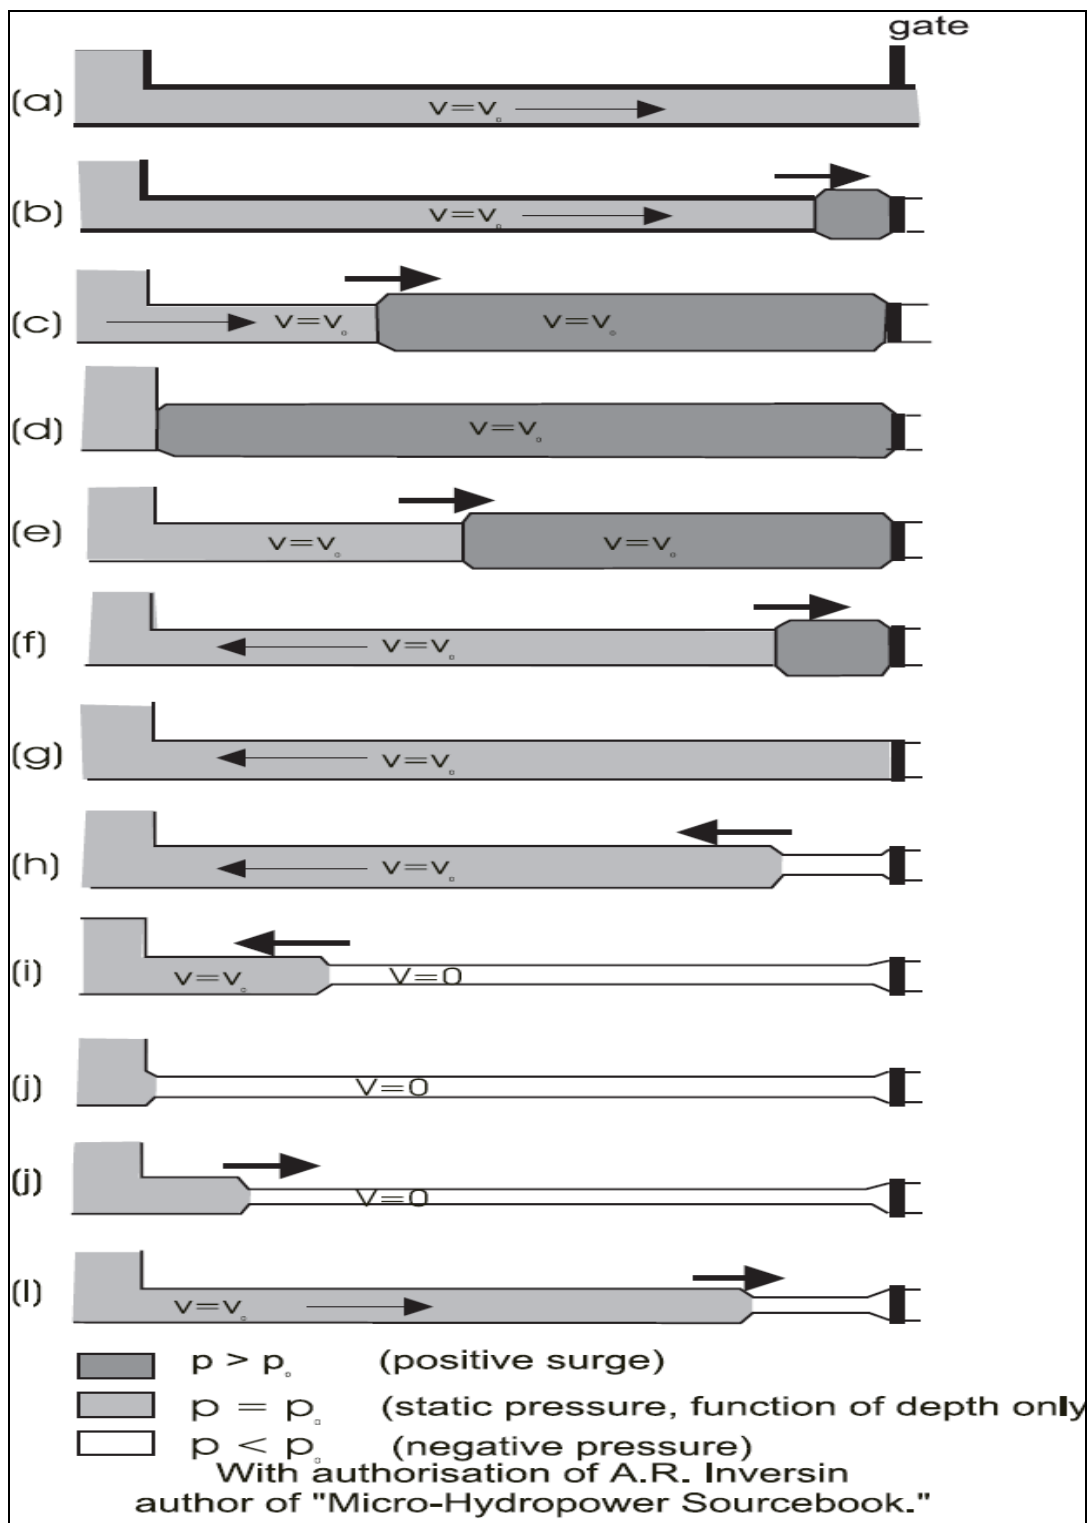 gate
(a) v=v₀
(b) v=v₀
(c) v=v₀ v=v₀
(d) v=v₀
(e) v=v₀ v=v₀
(f) v=v₀
(g) v=v₀
(h) v=v₀
(i) v=v₀ V=0
(j) V=0
(j) V=0
(l) v=v₀
p > p₀ (positive surge)
p = p₀ (static pressure, function of depth only)
p < p₀ (negative pressure)
With authorisation of A.R. Inversin
author of "Micro-Hydropower Sourcebook."